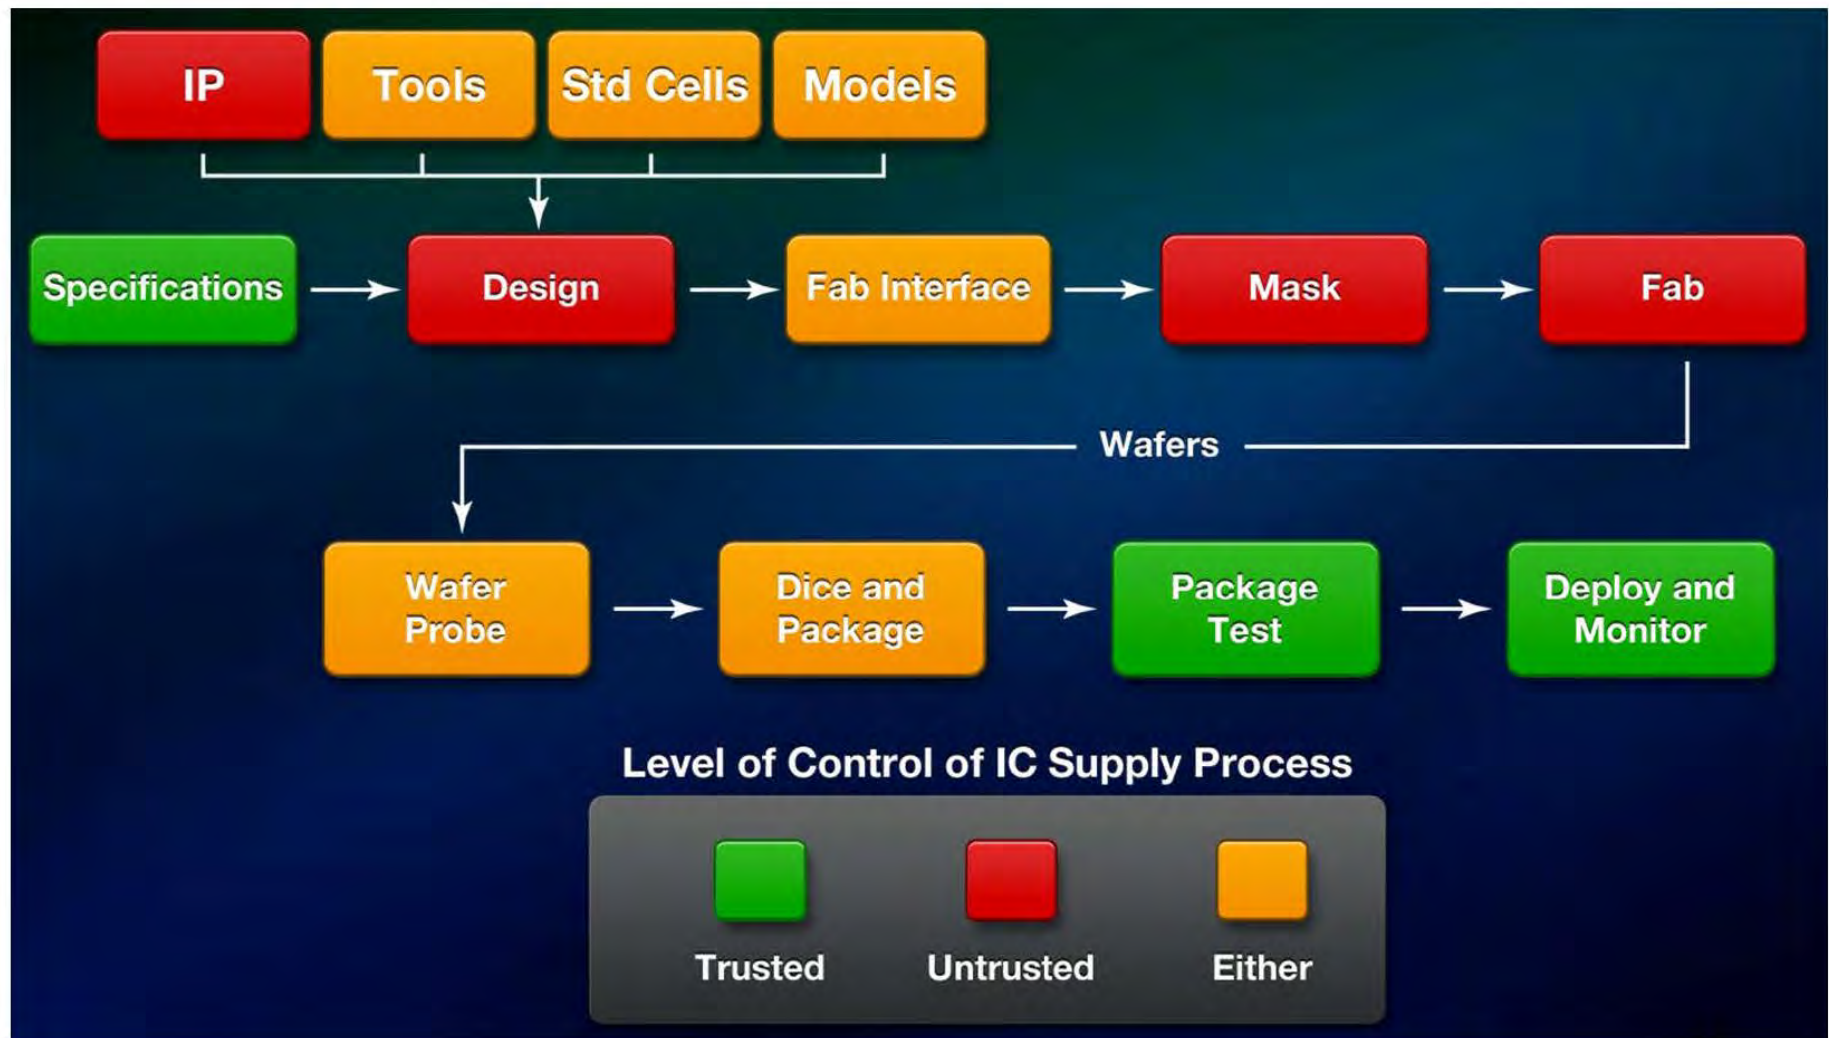 IP
Tools
Std Cells
Models
Specifications
Design
Fab Interface
Mask
Fab
Wafers
Wafer
Probe
Dice and
Package
Package
Test
Deploy and
Monitor
Level of Control of IC Supply Process
Trusted
Untrusted
Either